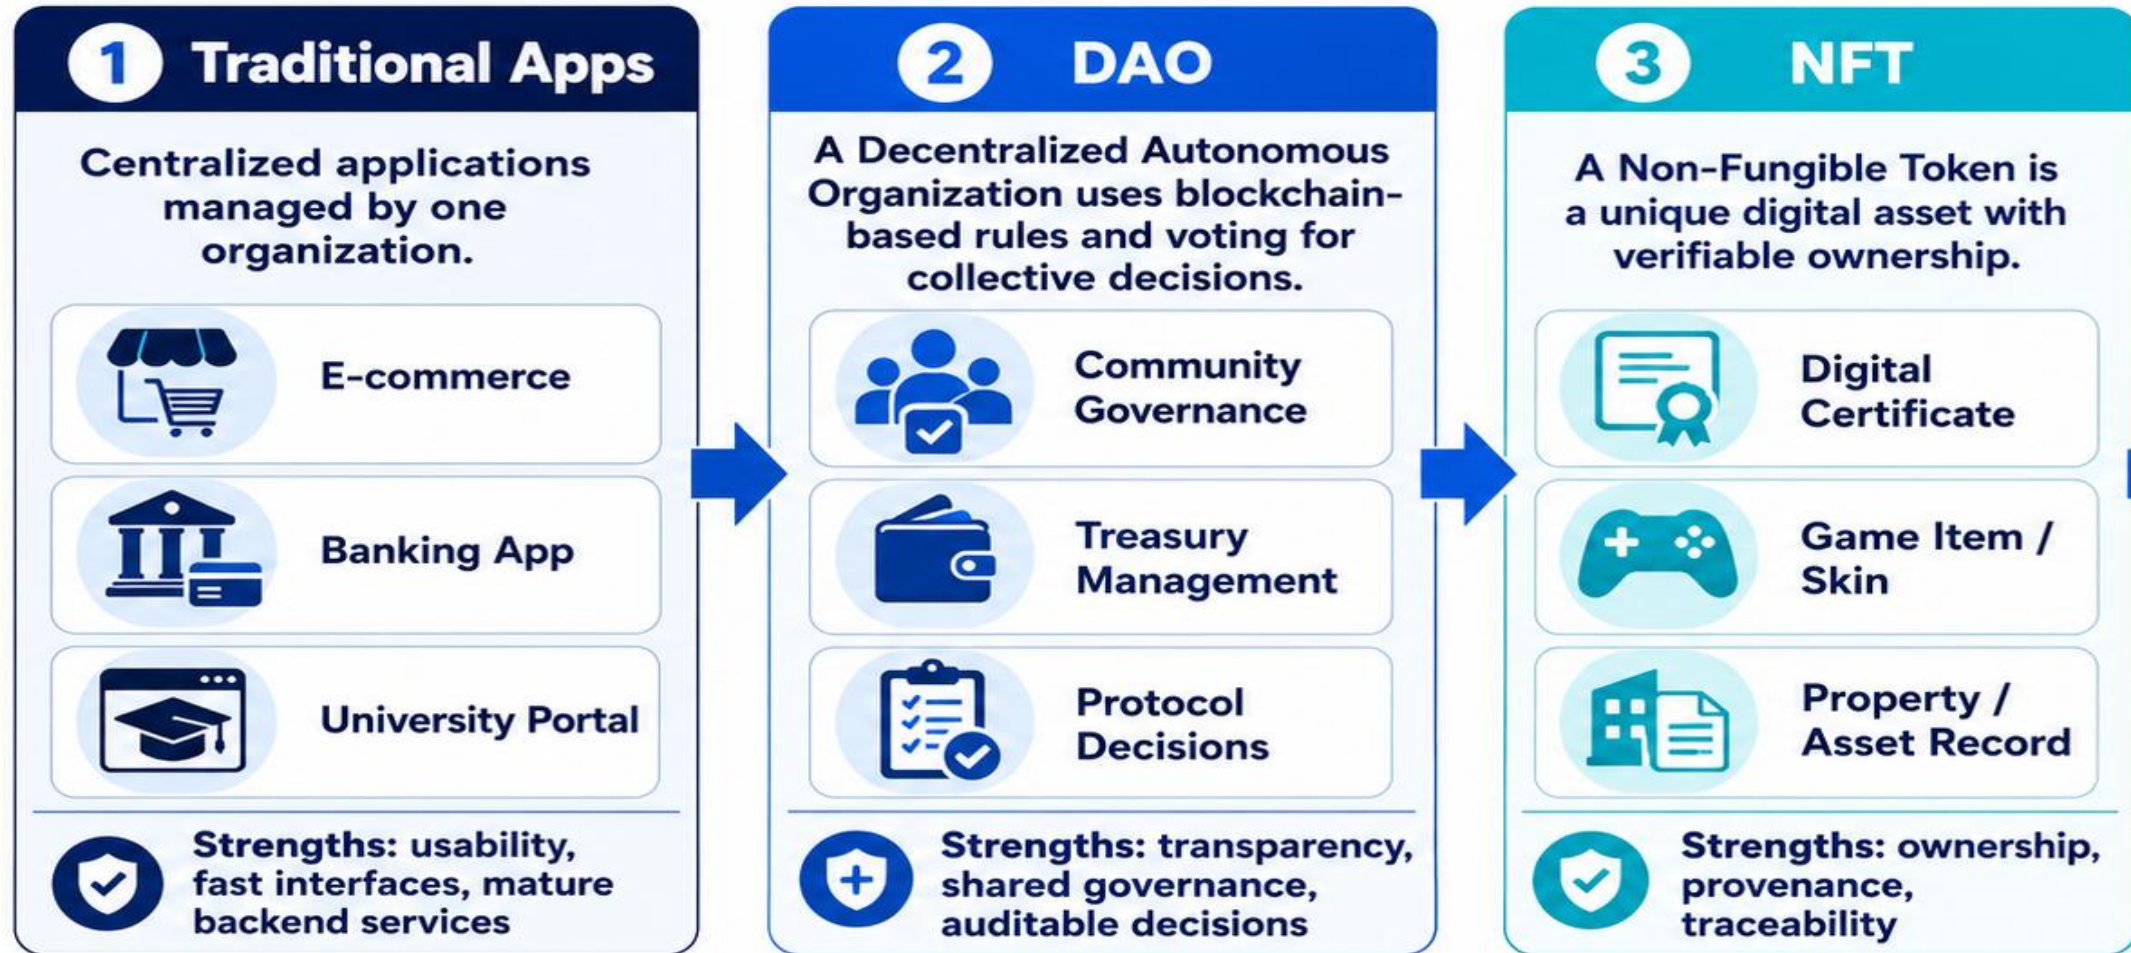 1 Traditional Apps
Centralized applications
managed by one
organization.
E-commerce
Banking App
University Portal
Strengths: usability,
fast interfaces, mature
backend services
2 DAO
A Decentralized Autonomous
Organization uses blockchain-
based rules and voting for
collective decisions.
Community
Governance
Treasury
Management
Protocol
Decisions
Strengths: transparency,
shared governance,
auditable decisions
3 NFT
A Non-Fungible Token is
a unique digital asset with
verifiable ownership.
Digital
Certificate
Game Item /
Skin
Property /
Asset Record
Strengths: ownership,
provenance,
traceability